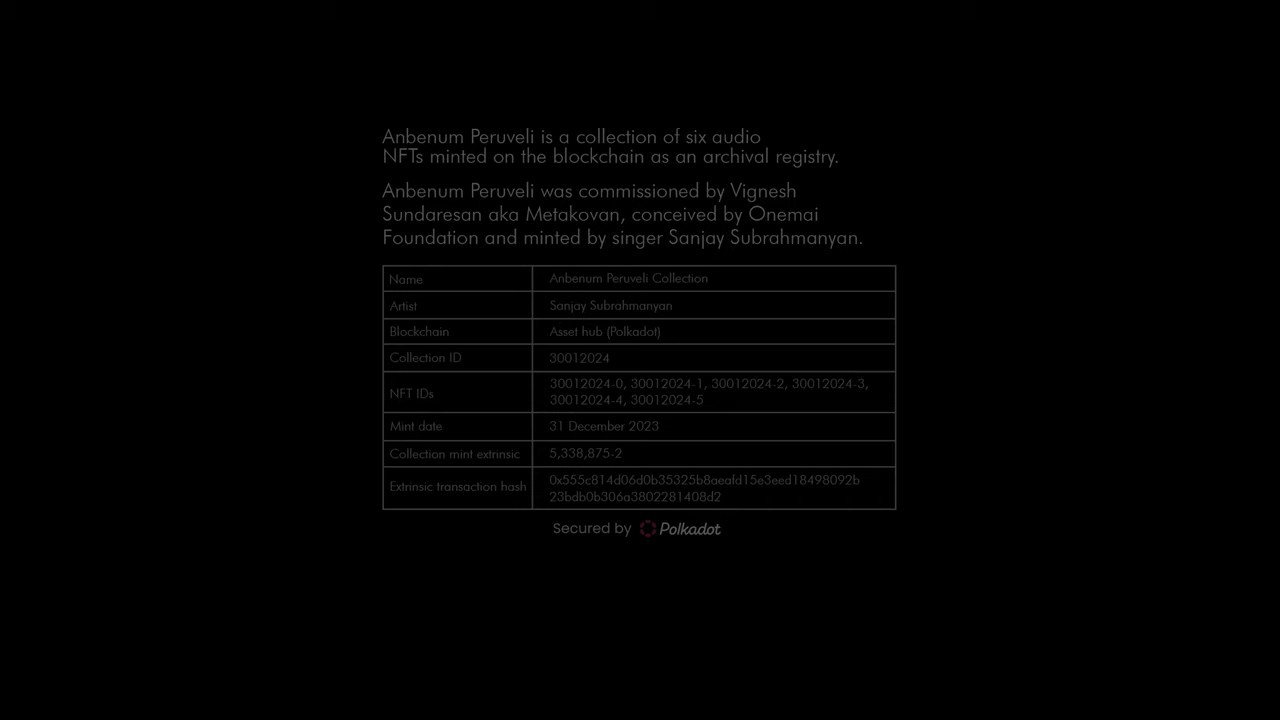 Anbenum Peruveli is a collection of six audio
NFTs minted on the blockchain as an archival registry.
Anbenum Peruveli was commissioned by Vignesh
Sundaresan aka Metakovan, conceived by Onemai
Foundation and minted by singer Sanjay Subrahmanyan.
Name Anbenum Peruveli Collection
Artist Sanjay Subrahmanyan
Blockchain Asset hub (Polkadot)
Collection ID 30012024
NFT IDs 30012024-0, 30012024-1, 30012024-2, 30012024-3,
30012024-4, 30012024-5
Mint date 31 December 2023
Collection mint extrinsic 5,338,875-2
Extrinsic transaction hash 0x555c814d06d0b35325b8aeafd15e3eed18498092b
23bdb0b306a3802281408d2
Secured by Polkadot